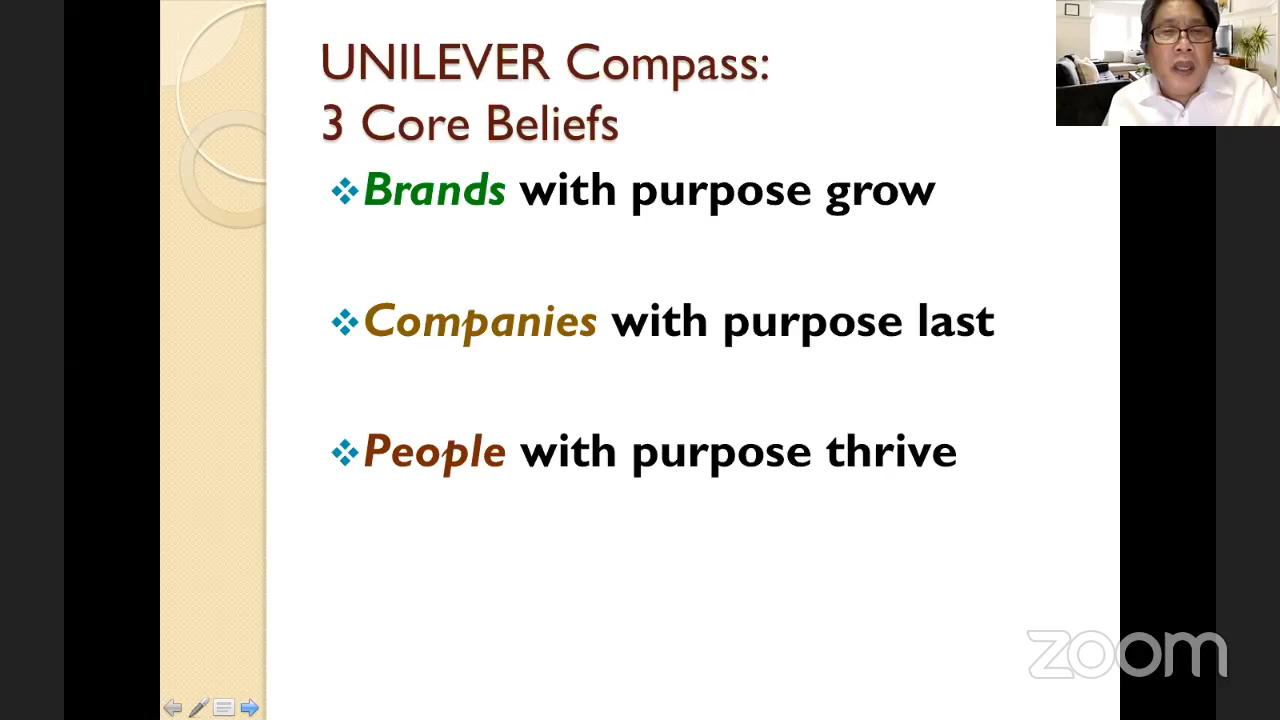 UNILEVER Compass:
3 Core Beliefs
Brands with purpose grow
Companies with purpose last
People with purpose thrive
zoom